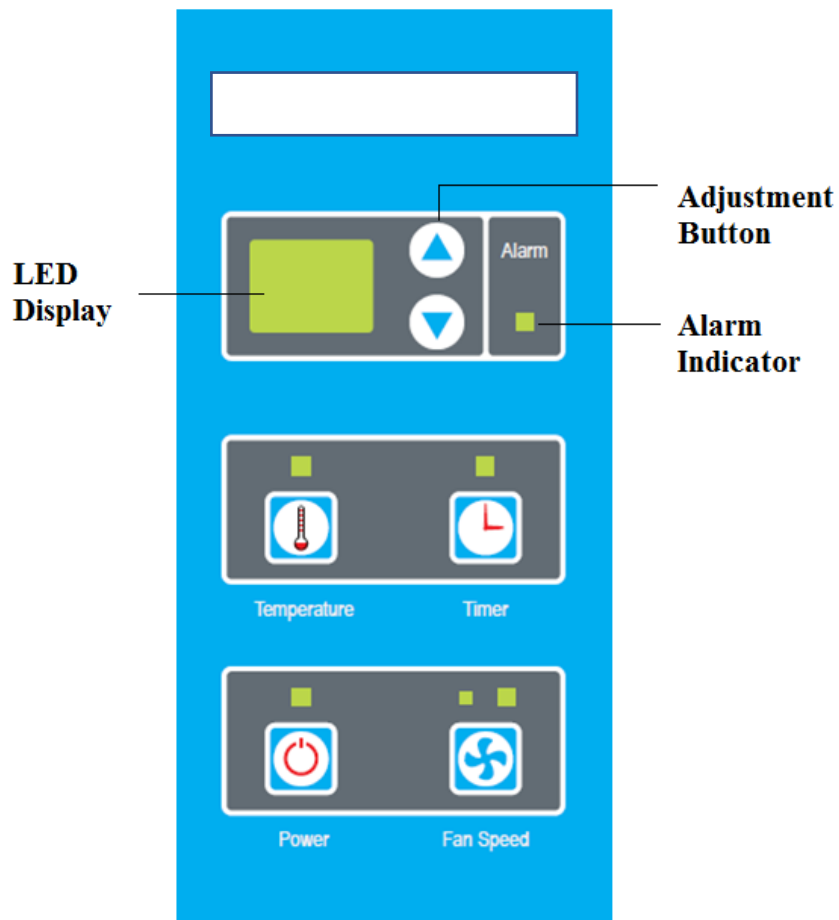 Adjustment
Button
Alarm
LED
Display
Alarm
Indicator
Temperature
Timer
Power
Fan Speed